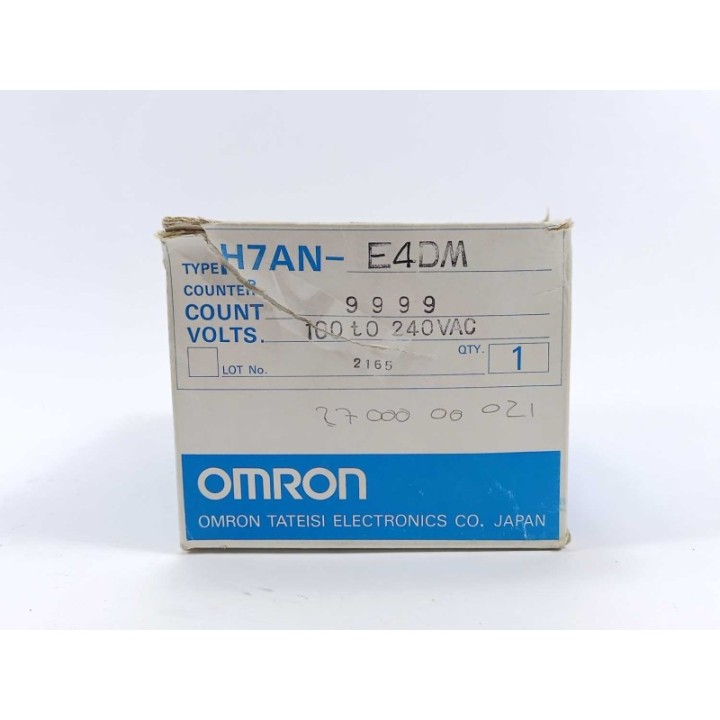 TYPE H7AN- E4DM
COUNTER
COUNT 9999
VOLTS. 100 to 240VAC
LOT No. 2165 QTY. 1
27000 00 021
OMRON
OMRON TATEISI ELECTRONICS CO. JAPAN